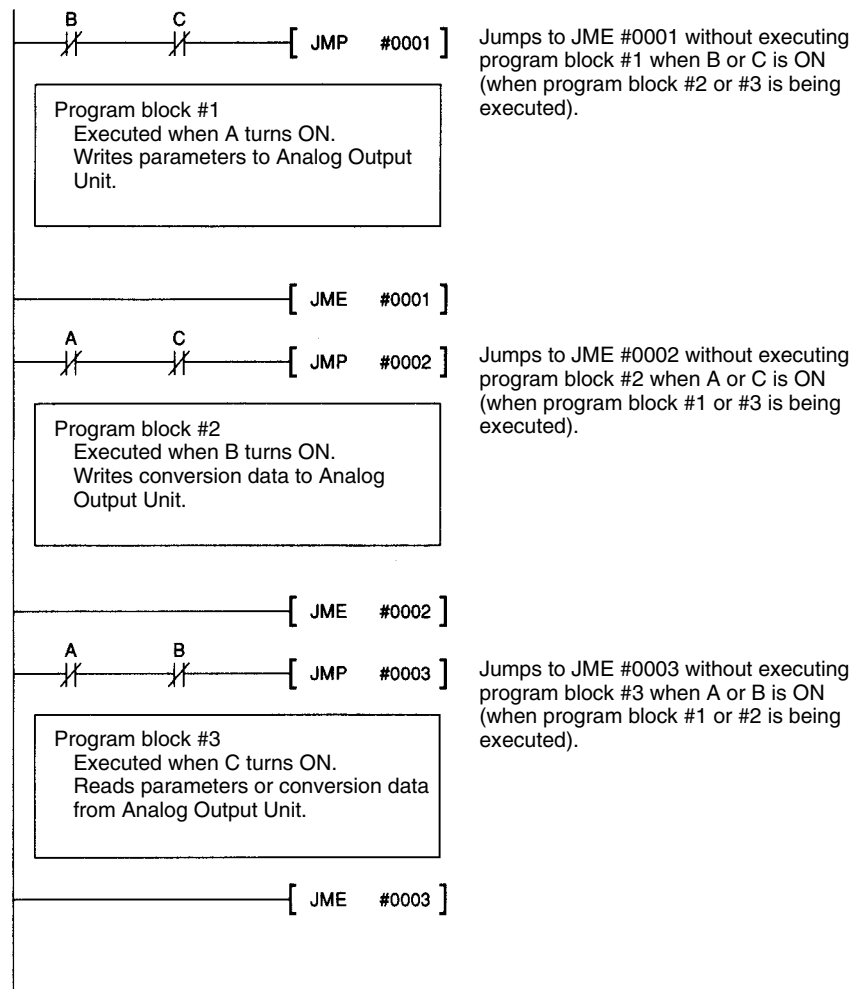 B C
JMP #0001
Jumps to JME #0001 without executing
program block #1 when B or C is ON
(when program block #2 or #3 is being
executed).
Program block #1
Executed when A turns ON.
Writes parameters to Analog Output
Unit.
JME #0001
A C
JMP #0002
Jumps to JME #0002 without executing
program block #2 when A or C is ON
(when program block #1 or #3 is being
executed).
Program block #2
Executed when B turns ON.
Writes conversion data to Analog
Output Unit.
JME #0002
A B
JMP #0003
Jumps to JME #0003 without executing
program block #3 when A or B is ON
(when program block #1 or #2 is being
executed).
Program block #3
Executed when C turns ON.
Reads parameters or conversion data
from Analog Output Unit.
JME #0003